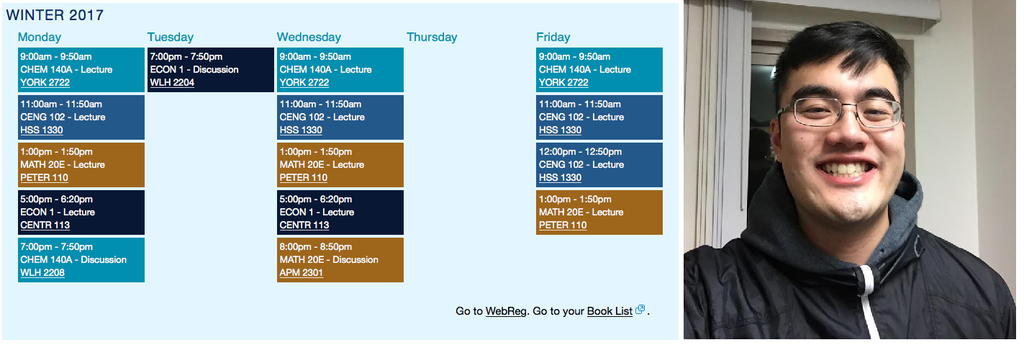 WINTER 2017
Monday
9:00am - 9:50am
CHEM 140A - Lecture
YORK 2722
11:00am - 11:50am
CENG 102 - Lecture
HSS 1330
1:00pm - 1:50pm
MATH 20E - Lecture
PETER 110
5:00pm - 6:20pm
ECON 1 - Lecture
CENTR 113
7:00pm - 7:50pm
CHEM 140A - Discussion
WLH 2208
Tuesday
7:00pm - 7:50pm
ECON 1 - Discussion
WLH 2204
Wednesday
9:00am - 9:50am
CHEM 140A - Lecture
YORK 2722
11:00am - 11:50am
CENG 102 - Lecture
HSS 1330
1:00pm - 1:50pm
MATH 20E - Lecture
PETER 110
5:00pm - 6:20pm
ECON 1 - Lecture
CENTR 113
8:00pm - 8:50pm
MATH 20E - Discussion
APM 2301
Thursday
Friday
9:00am - 9:50am
CHEM 140A - Lecture
YORK 2722
11:00am - 11:50am
CENG 102 - Lecture
HSS 1330
12:00pm - 12:50pm
CENG 102 - Lecture
HSS 1330
1:00pm - 1:50pm
MATH 20E - Lecture
PETER 110
Go to WebReg. Go to your Book List .